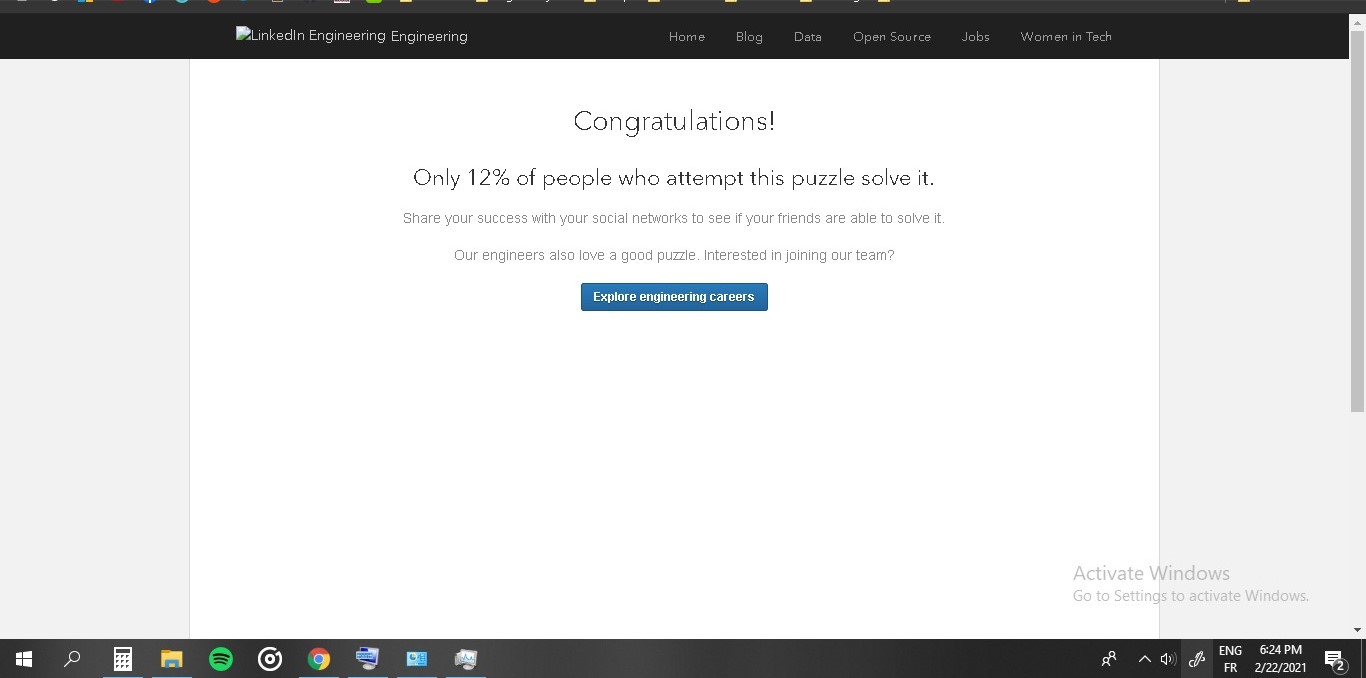 LinkedIn Engineering Engineering
Home Blog Data Open Source Jobs Women in Tech
Congratulations!
Only 12% of people who attempt this puzzle solve it.
Share your success with your social networks to see if your friends are able to solve it.
Our engineers also love a good puzzle. Interested in joining our team?
Explore engineering careers
Activate Windows
Go to Settings to activate Windows.
ENG 6:24 PM
FR 2/22/2021
2